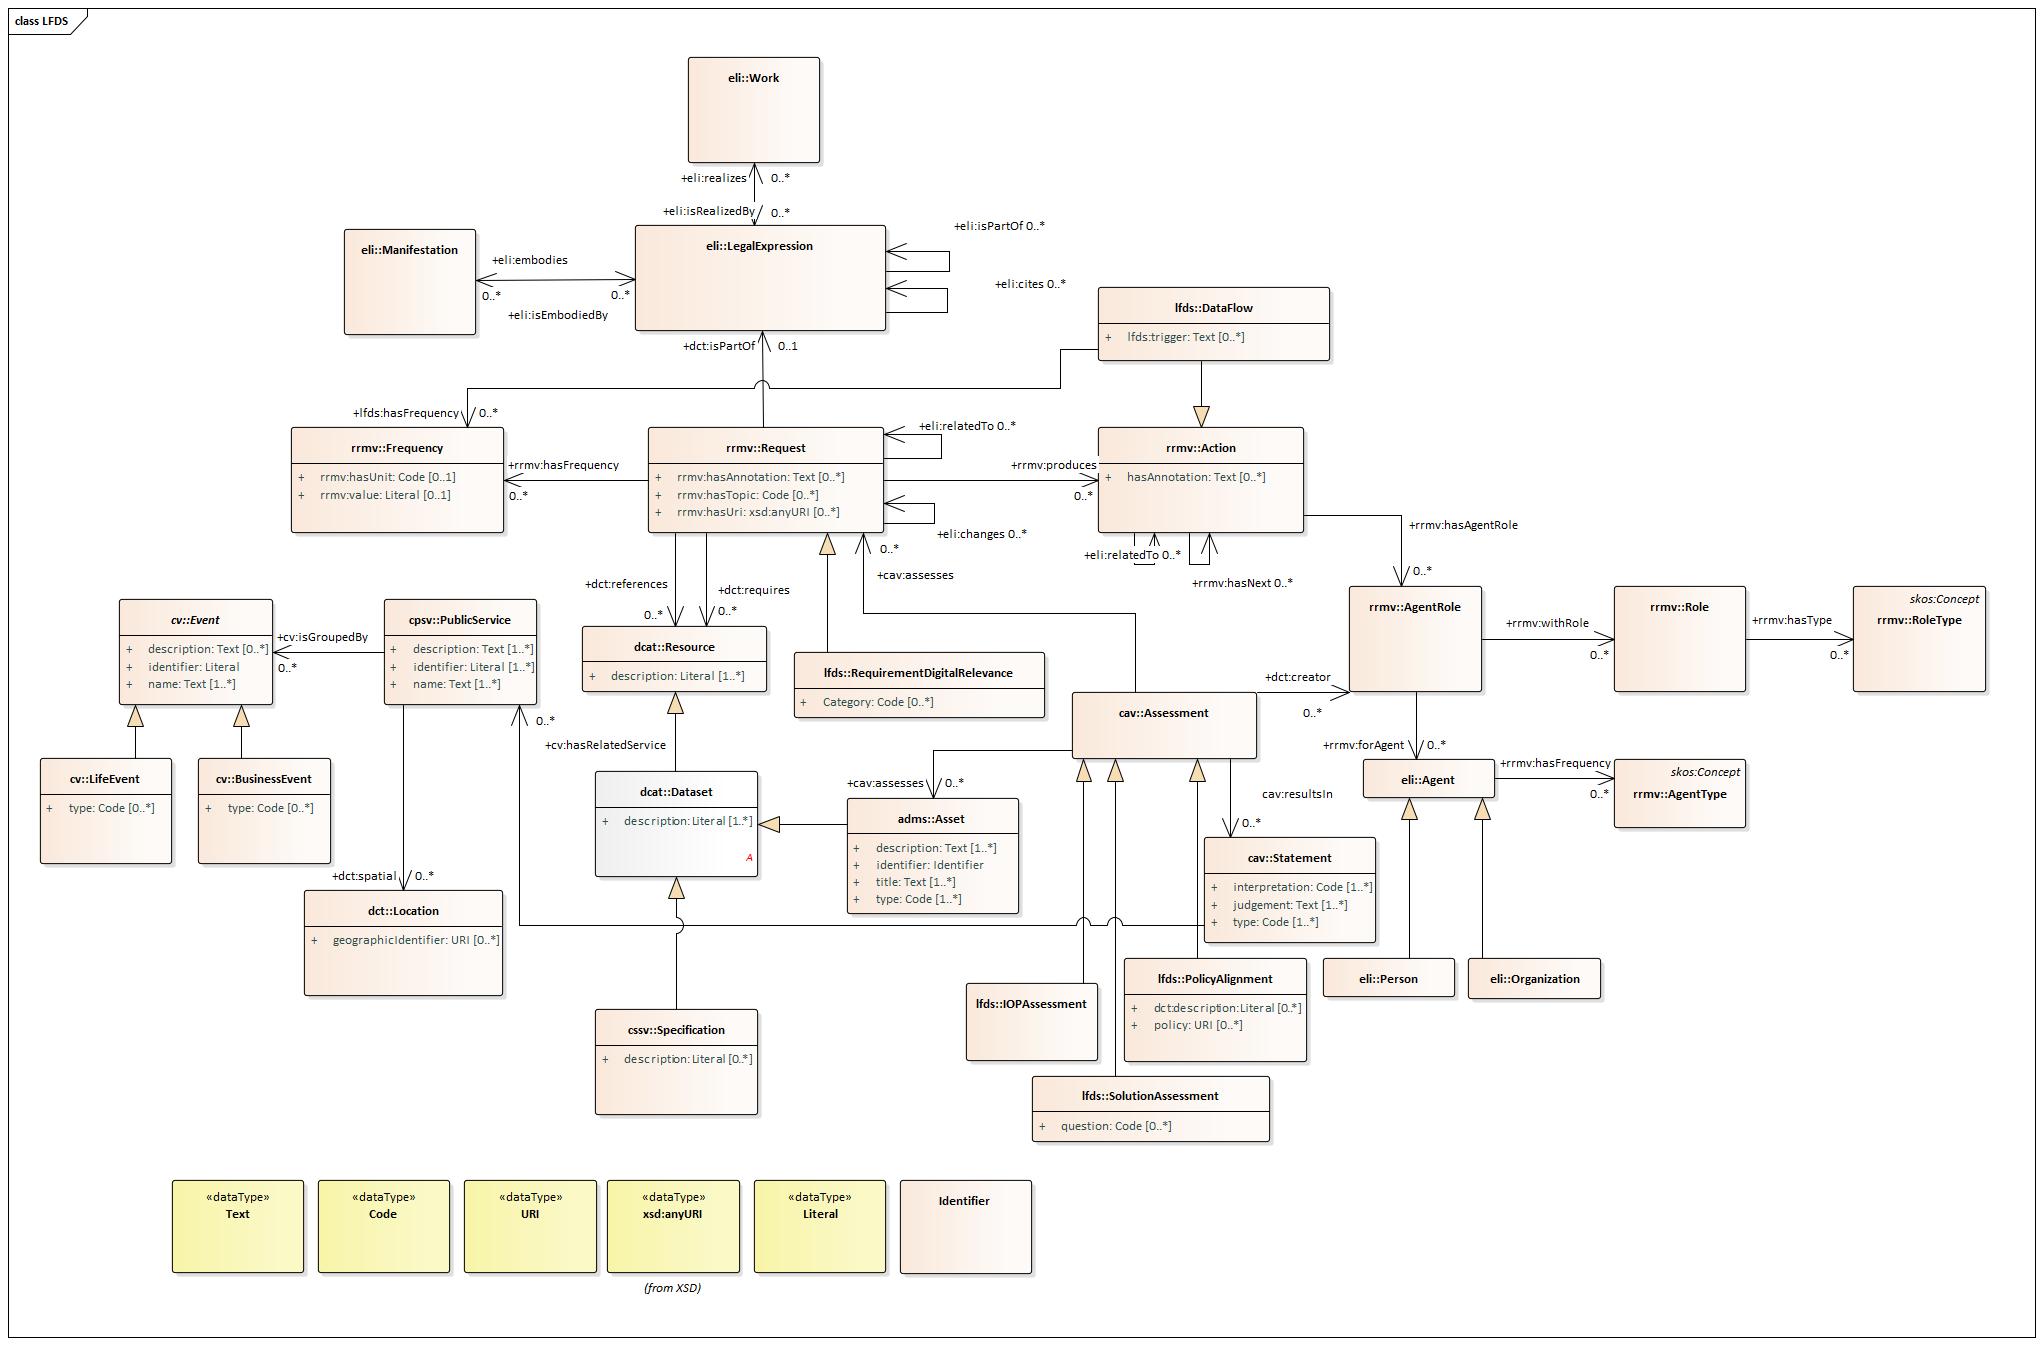 class LFDS
eli::Work
+eli:realizes 0..*
+eli:isRealizedBy 0..*
eli::LegalExpression
+eli:isPartOf 0..*
+eli:cites 0..*
eli::Manifestation
+eli:embodies
0..* 0..*
+eli:isEmbodiedBy
+dct:isPartOf 0..1
lfds::DataFlow
+ lfds:trigger: Text [0..*]
+lfds:hasFrequency 0..*
rrmv::Frequency
+ rrmv:hasUnit: Code [0..1]
+ rrmv:value: Literal [0..1]
+rrmv:hasFrequency
0..*
rrmv::Request
+ rrmv:hasAnnotation: Text [0..*]
+ rrmv:hasTopic: Code [0..*]
+ rrmv:hasUri: xsd:anyURI [0..*]
+eli:relatedTo 0..*
+eli:changes 0..*
+rrmv:produces
0..*
rrmv::Action
+ hasAnnotation: Text [0..*]
+eli:relatedTo 0..*
+rrmv:hasNext 0..*
+rrmv:hasAgentRole
0..*
+dct:references
0..*
+dct:requires
0..*
0..*
+cav:assesses
cv::Event
+ description: Text [0..*]
+ identifier: Literal
+ name: Text [1..*]
+cv:isGroupedBy
0..*
cpsv::PublicService
+ description: Text [1..*]
+ identifier: Literal [1..*]
+ name: Text [1..*]
dcat::Resource
+ description: Literal [1..*]
lfds::RequirementDigitalRelevance
+ Category: Code [0..*]
rrmv::AgentRole
+rrmv:withRole
0..*
rrmv::Role
+rrmv:hasType
0..*
skos:Concept
rrmv::RoleType
cav::Assessment
+dct:creator
0..*
+rrmv:forAgent 0..*
cv::LifeEvent
+ type: Code [0..*]
cv::BusinessEvent
+ type: Code [0..*]
0..*
+cv:hasRelatedService
dcat::Dataset
+ description: Literal [1..*]
A
+cav:assesses 0..*
adms::Asset
+ description: Text [1..*]
+ identifier: Identifier
+ title: Text [1..*]
+ type: Code [1..*]
cav:resultsIn
0..*
eli::Agent
+rrmv:hasFrequency
0..*
skos:Concept
rrmv::AgentType
cav::Statement
+ interpretation: Code [1..*]
+ judgement: Text [1..*]
+ type: Code [1..*]
+dct:spatial 0..*
dct::Location
+ geographicIdentifier: URI [0..*]
lfds::IOPAssessment
lfds::PolicyAlignment
+ dct:description: Literal [0..*]
+ policy: URI [0..*]
eli::Person
eli::Organization
cssv::Specification
+ description: Literal [0..*]
lfds::SolutionAssessment
+ question: Code [0..*]
«dataType»
Text
«dataType»
Code
«dataType»
URI
«dataType»
xsd:anyURI
«dataType»
Literal
Identifier
(from XSD)